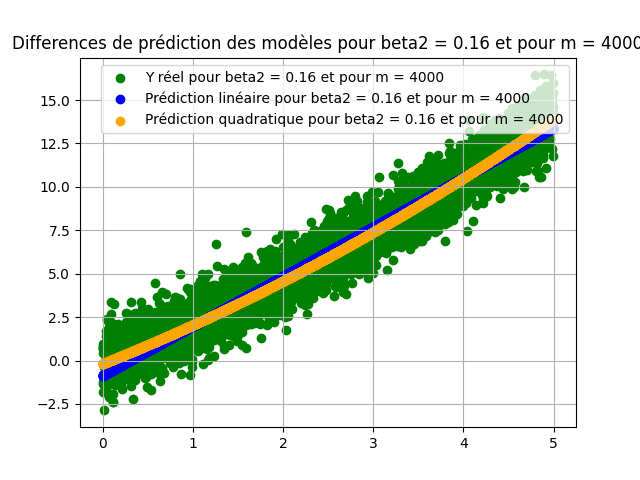 Differences de prédiction des modèles pour beta2 = 0.16 et pour m = 4000
Y réel pour beta2 = 0.16 et pour m = 4000
Prédiction linéaire pour beta2 = 0.16 et pour m = 4000
Prédiction quadratique pour beta2 = 0.16 et pour m = 4000
15.0
12.5
10.0
7.5
5.0
2.5
0.0
−2.5
0 1 2 3 4 5